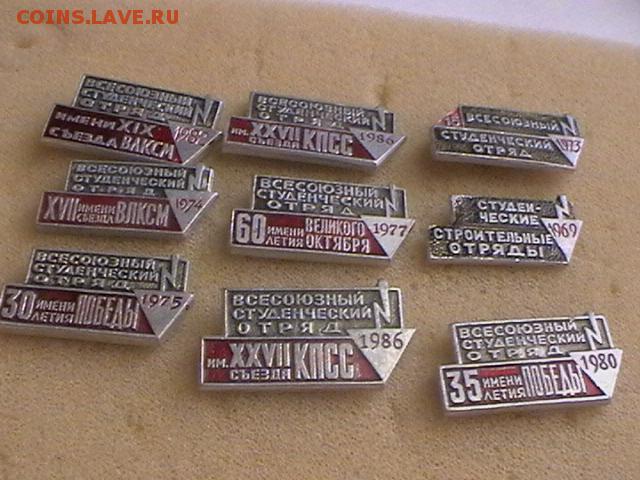 COINS.LAVE.RU
ВСЕСОЮЗНЫЙ
СТУДЕНЧЕСКИЙ
ОТРЯД
ИМЕНИ XIX
СЪЕЗДА ВЛКСМ
ВСЕСОЮЗНЫЙ
СТУДЕНЧЕСКИЙ
ОТРЯД
1986
ИМ. XXVII КПСС
СЪЕЗДА
ВСЕСОЮЗНЫЙ
СТУДЕНЧЕСКИЙ
ОТРЯД
1973
ВСЕСОЮЗНЫЙ
СТУДЕНЧЕСКИЙ
ОТРЯД
1974
XVII ИМЕНИ СЪЕЗДА ВЛКСМ
ВСЕСОЮЗНЫЙ
СТУДЕНЧЕСКИЙ
ОТРЯД
1977
60 ИМЕНИ ВЕЛИКОГО
ЛЕТИЯ ОКТЯБРЯ
СТУДЕН-
ЧЕСКИЕ
СТРОИТЕЛЬНЫЕ
ОТРЯДЫ
1969
ВСЕСОЮЗНЫЙ
СТУДЕНЧЕСКИЙ
ОТРЯД
1975
30 ИМЕНИ ЛЕТИЯ ПОБЕДЫ
ВСЕСОЮЗНЫЙ
СТУДЕНЧЕСКИЙ
ОТРЯД
1986
ИМ. XXVII КПСС
СЪЕЗДА
ВСЕСОЮЗНЫЙ
СТУДЕНЧЕСКИЙ
ОТРЯД
1980
35 ИМЕНИ ЛЕТИЯ ПОБЕДЫ